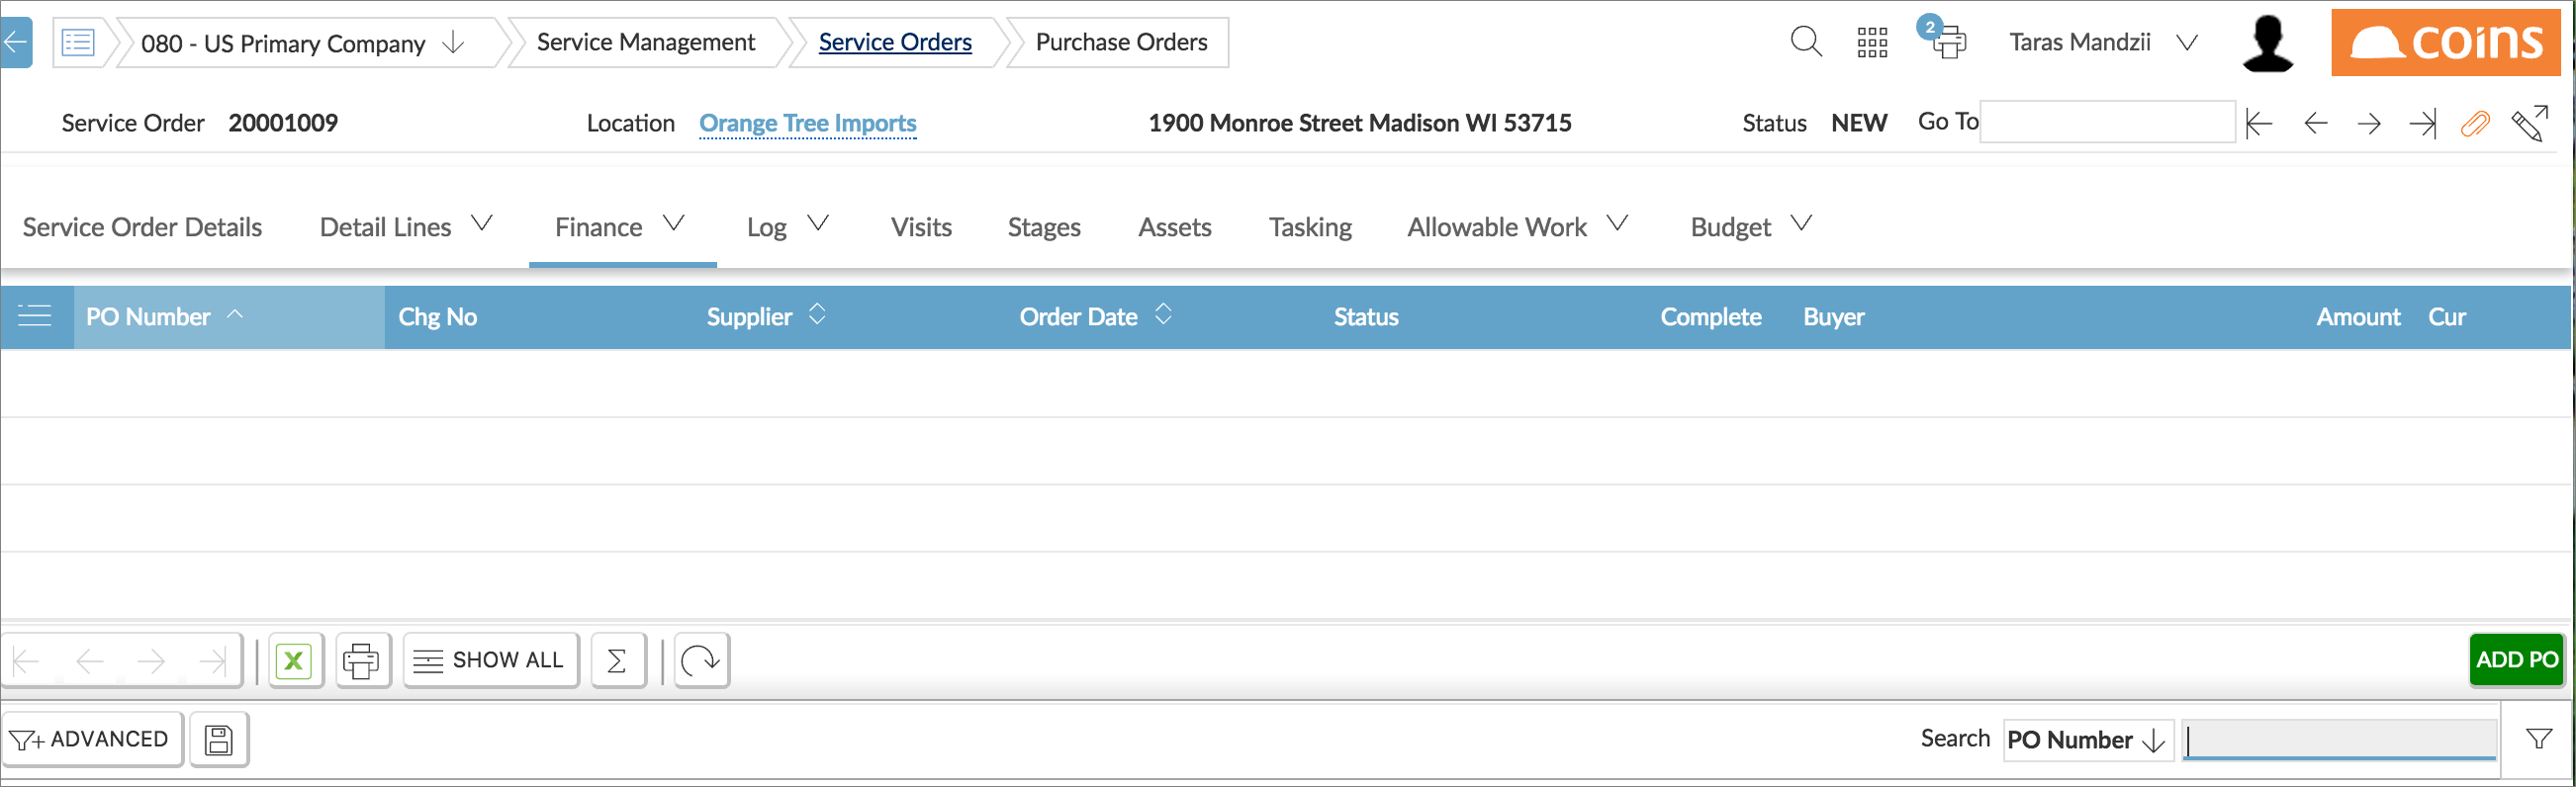 080 - US Primary Company Service Management Service Orders Purchase Orders 2 Taras Mandzii coins
Service Order 20001009 Location Orange Tree Imports 1900 Monroe Street Madison WI 53715 Status NEW Go To
Service Order Details Detail Lines Finance Log Visits Stages Assets Tasking Allowable Work Budget
PO Number Chg No Supplier Order Date Status Complete Buyer Amount Cur
X SHOW ALL Σ ADD PO
ADVANCED Search PO Number